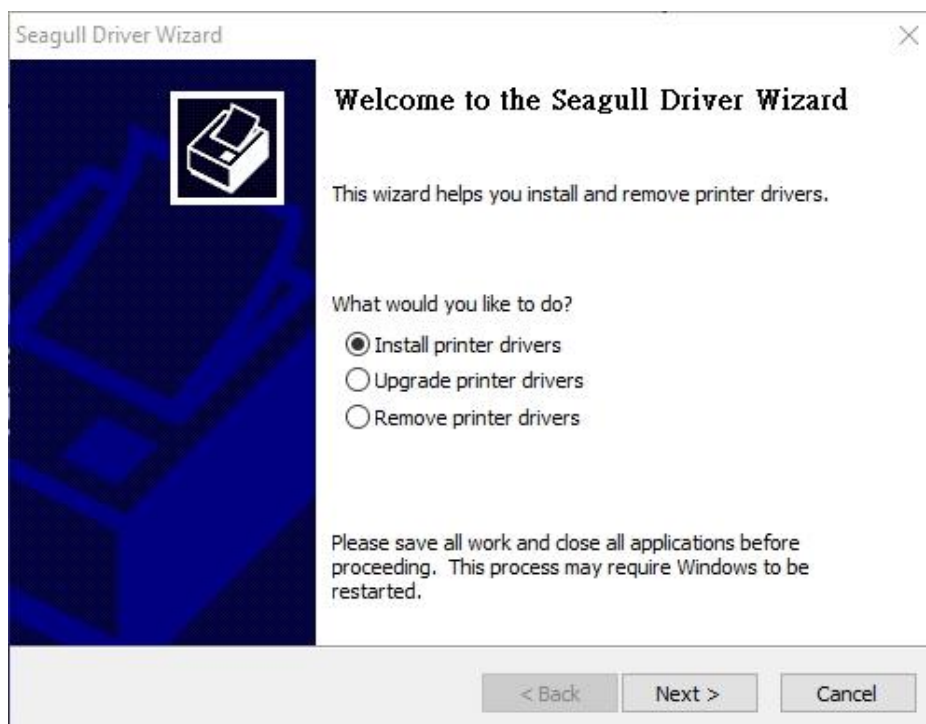 Seagull Driver Wizard
Welcome to the Seagull Driver Wizard
This wizard helps you install and remove printer drivers.
What would you like to do?
Install printer drivers
Upgrade printer drivers
Remove printer drivers
Please save all work and close all applications before
proceeding. This process may require Windows to be
restarted.
< Back Next > Cancel